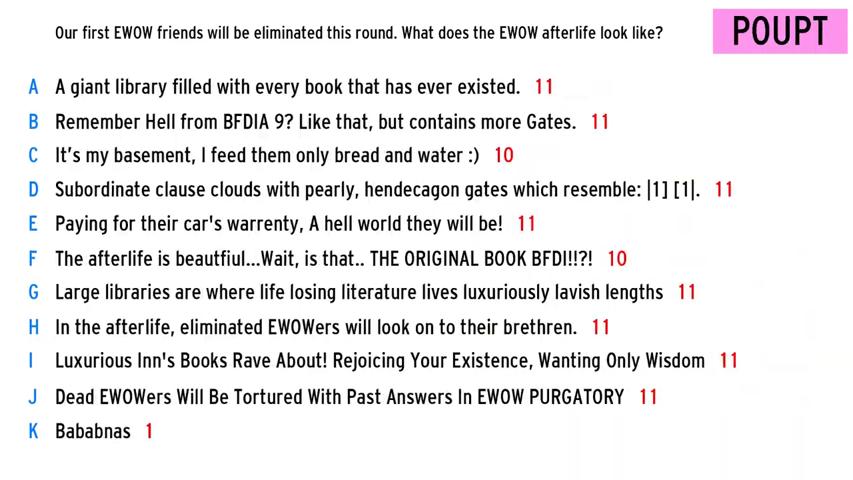 Our first EWOW friends will be eliminated this round. What does the EWOW afterlife look like?
POUPT
A A giant library filled with every book that has ever existed. 11
B Remember Hell from BFDIA 9? Like that, but contains more Gates. 11
C It's my basement, I feed them only bread and water :) 10
D Subordinate clause clouds with pearly, hendecagon gates which resemble: |1] [1|. 11
E Paying for their car's warrenty, A hell world they will be! 11
F The afterlife is beautfiul...Wait, is that.. THE ORIGINAL BOOK BFDI!!?! 10
G Large libraries are where life losing literature lives luxuriously lavish lengths 11
H In the afterlife, eliminated EWOWers will look on to their brethren. 11
I Luxurious Inn's Books Rave About! Rejoicing Your Existence, Wanting Only Wisdom 11
J Dead EWOWers Will Be Tortured With Past Answers In EWOW PURGATORY 11
K Bababnas 1